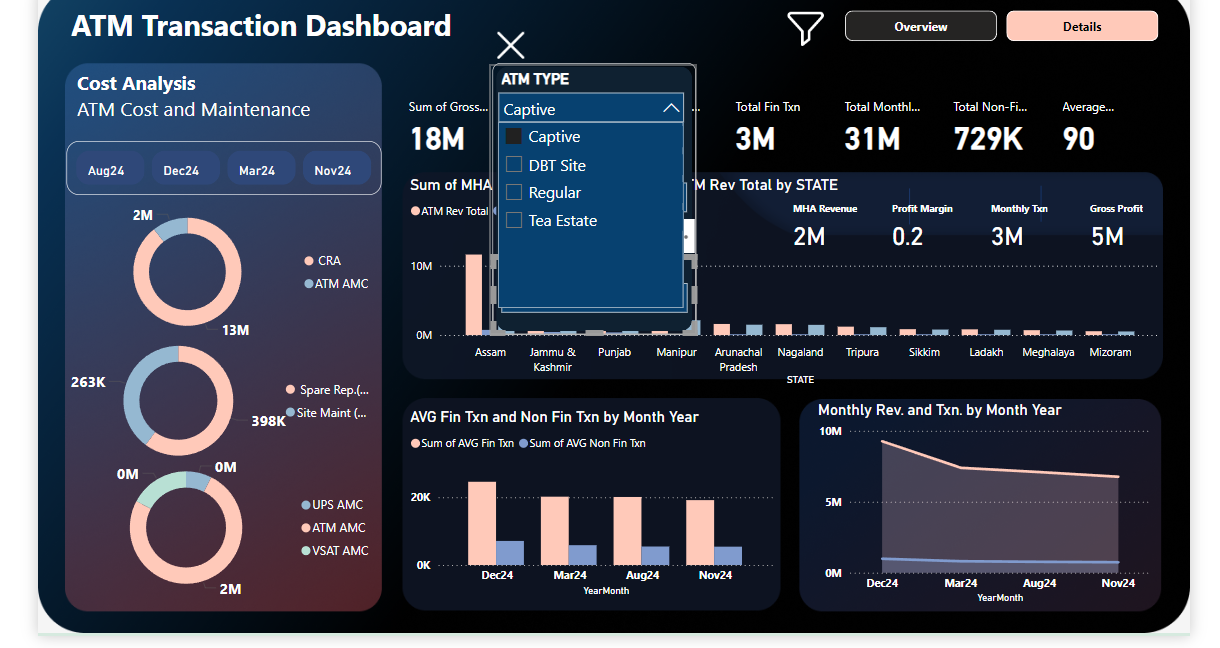 ATM Transaction Dashboard
Overview
Details
Cost Analysis
ATM Cost and Maintenance
Aug24
Dec24
Mar24
Nov24
2M
CRA
ATM AMC
13M
263K
Spare Rep.(...
Site Maint (...
398K
0M
0M
UPS AMC
ATM AMC
VSAT AMC
2M
ATM TYPE
Captive
Captive
DBT Site
Regular
Tea Estate
Sum of Gross...
18M
...
Total Fin Txn
3M
Total Monthl...
31M
Total Non-Fi...
729K
Average...
90
Sum of MHA
M Rev Total by STATE
ATM Rev Total
MHA Revenue
2M
Profit Margin
0.2
Monthly Txn
3M
Gross Profit
5M
10M
0M
Assam
Jammu &
Kashmir
Punjab
Manipur
Arunachal
Pradesh
Nagaland
Tripura
Sikkim
Ladakh
Meghalaya
Mizoram
STATE
AVG Fin Txn and Non Fin Txn by Month Year
Sum of AVG Fin Txn
Sum of AVG Non Fin Txn
20K
0K
Dec24
Mar24
Aug24
Nov24
YearMonth
Monthly Rev. and Txn. by Month Year
10M
5M
0M
Dec24
Mar24
Aug24
Nov24
YearMonth